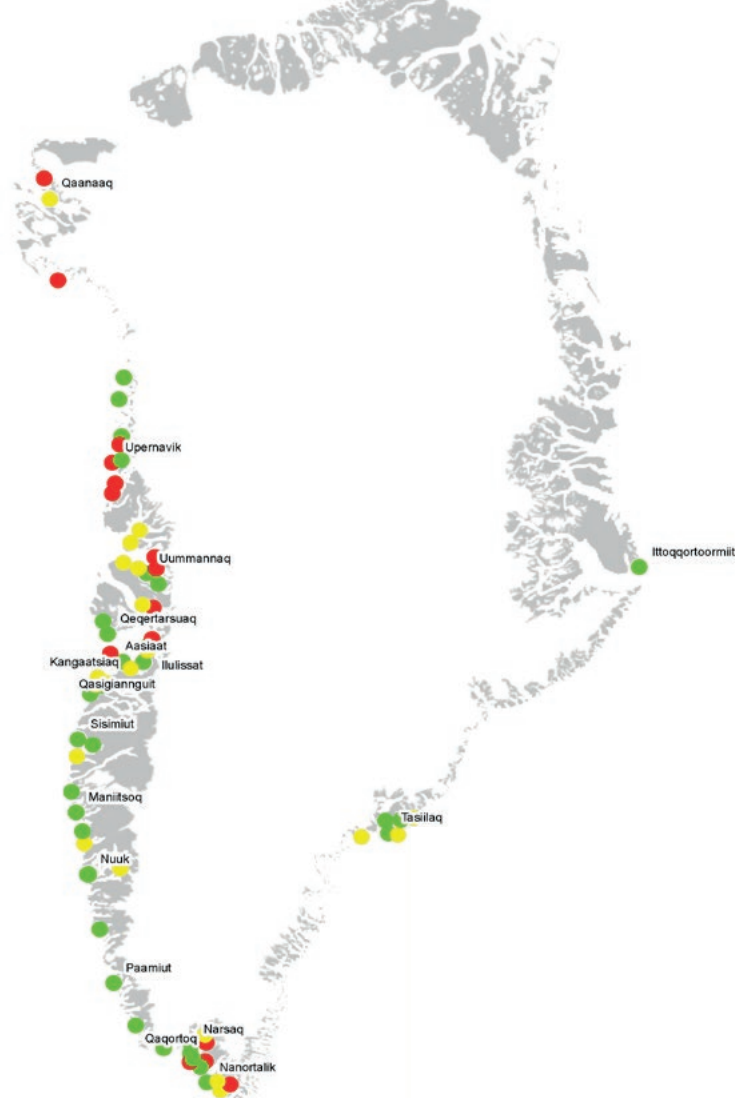 Qaanaaq
Upernavik
Uummannaq
Ittoqqortoormiit
Qeqertarsuaq
Aasiaat
Kangaatsiaq
Ilulissat
Qasigiannguit
Sisimiut
Maniitsoq
Tasiilaq
Nuuk
Paamiut
Narsaq
Qaqortoq
Nanortalik